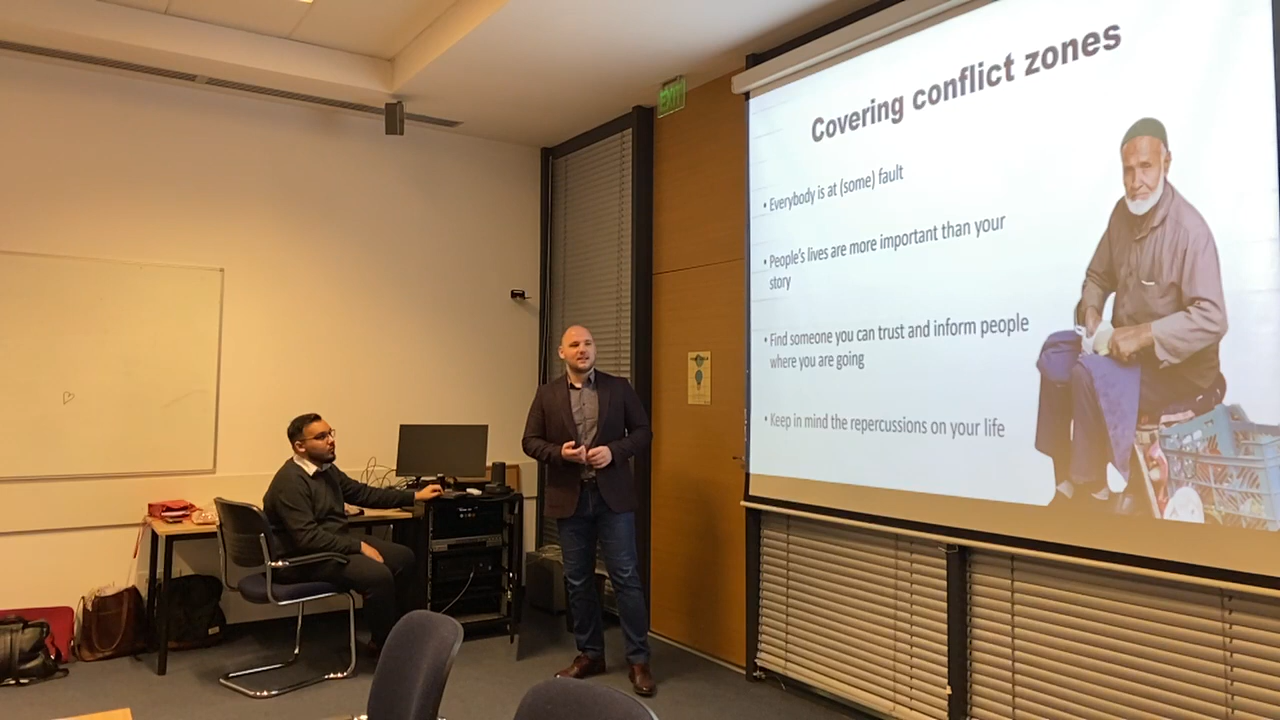 EXIT
Covering conflict zones
• Everybody is at (some) fault
• People's lives are more important than your
story
• Find someone you can trust and inform people
where you are going
• Keep in mind the repercussions on your life